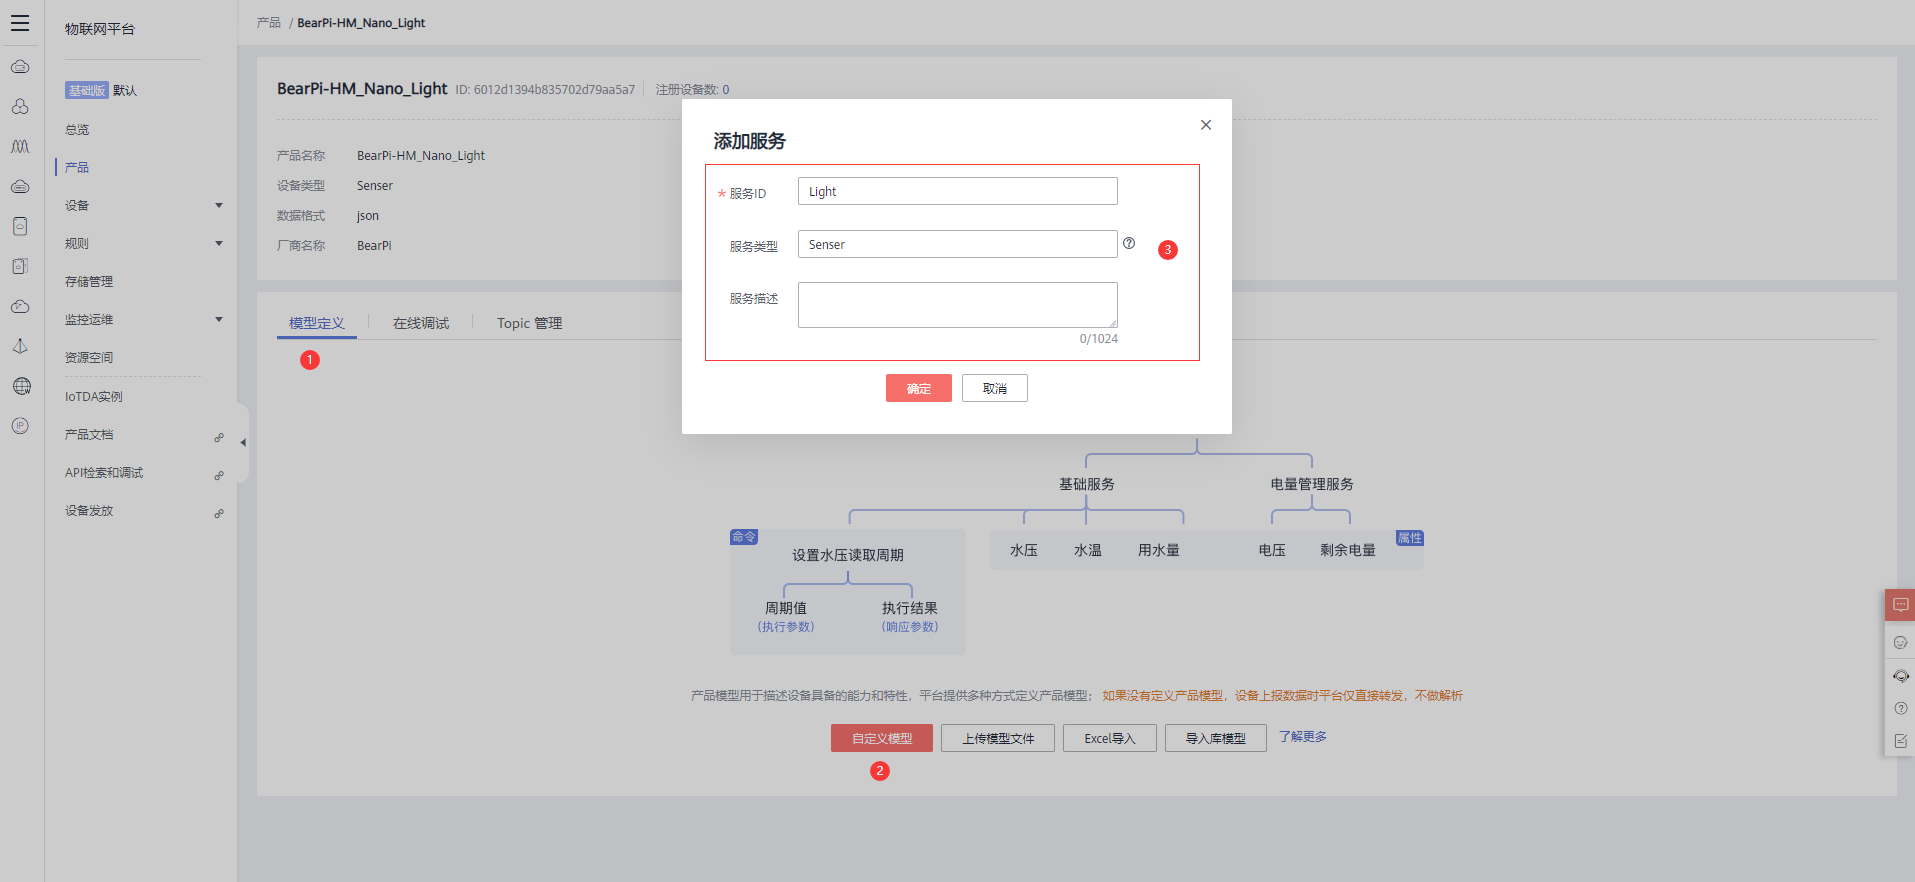 物联网平台
基础版 默认
总览
产品
设备
规则
存储管理
监控运维
资源空间
IoTDA实例
产品文档
API检索和调试
设备发放
产品 / BearPi-HM_Nano_Light
BearPi-HM_Nano_Light ID: 6012d1394b835702d79aa5a7 注册设备数: 0
产品名称 BearPi-HM_Nano_Light
设备类型 Senser
数据格式 json
厂商名称 BearPi
模型定义 在线调试 Topic 管理
1
添加服务
* 服务ID Light
服务类型 Senser
3
服务描述
0/1024
确定 取消
基础服务 电量管理服务
命令
设置水压读取周期
周期值 执行结果
(执行参数) (响应参数)
水压 水温 用水量 电压 剩余电量
属性
产品模型用于描述设备具备的能力和特性，平台提供多种方式定义产品模型； 如果没有定义产品模型，设备上报数据时平台仅直接转发，不做解析
自定义模型 上传模型文件 Excel导入 导入库模型 了解更多
2
IP